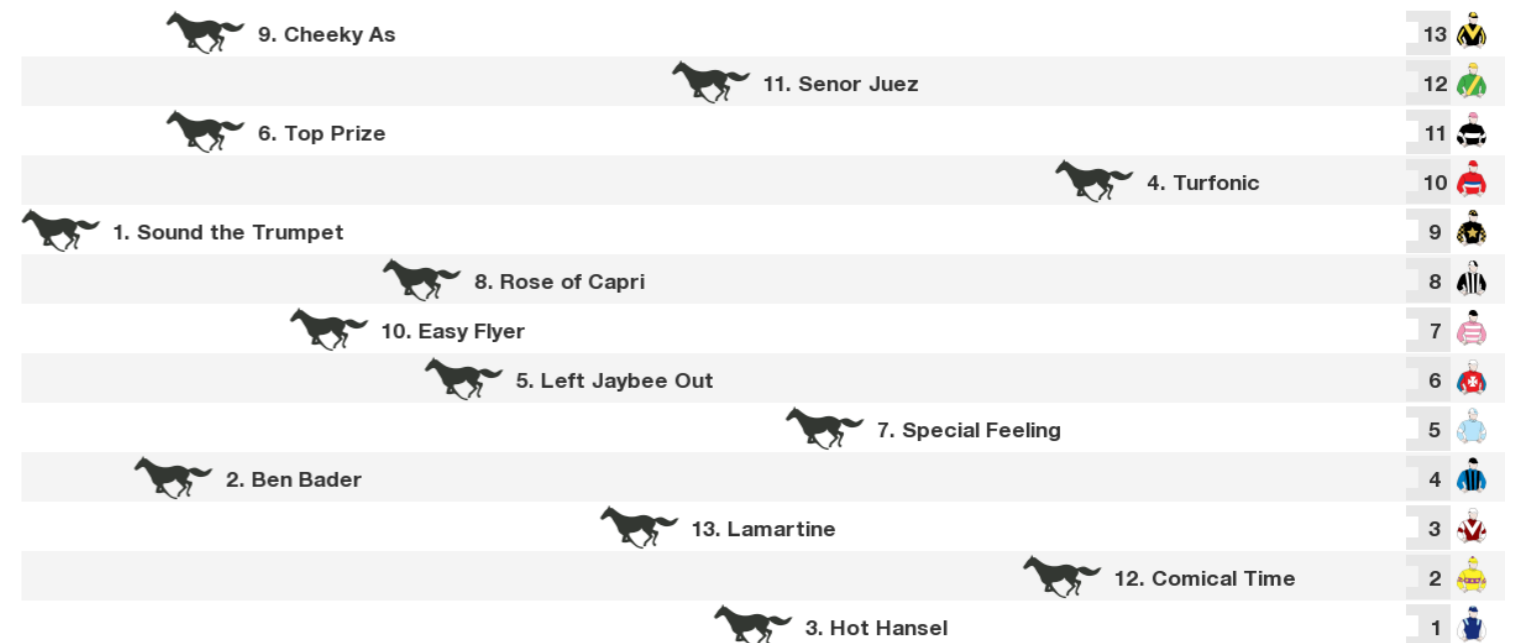 9. Cheeky As 13
11. Senor Juez 12
6. Top Prize 11
4. Turfonic 10
1. Sound the Trumpet 9
8. Rose of Capri 8
10. Easy Flyer 7
5. Left Jaybee Out 6
7. Special Feeling 5
2. Ben Bader 4
13. Lamartine 3
12. Comical Time 2
3. Hot Hansel 1